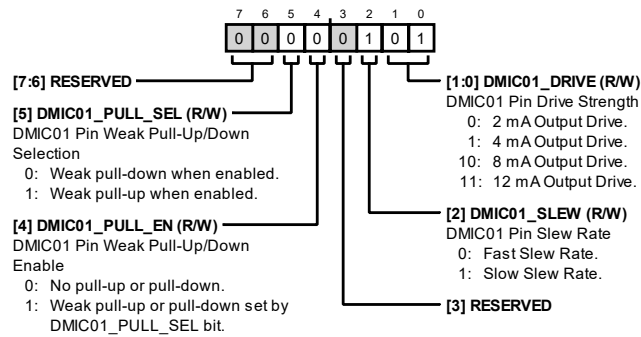 7 6 5 4 3 2 1 0
0 0 0 0 0 1 0 1
[7:6] RESERVED
[5] DMIC01_PULL_SEL (R/W)
DMIC01 Pin Weak Pull-Up/Down
Selection
0: Weak pull-down when enabled.
1: Weak pull-up when enabled.
[4] DMIC01_PULL_EN (R/W)
DMIC01 Pin Weak Pull-Up/Down
Enable
0: No pull-up or pull-down.
1: Weak pull-up or pull-down set by
DMIC01_PULL_SEL bit.
[1:0] DMIC01_DRIVE (R/W)
DMIC01 Pin Drive Strength
0: 2 mA Output Drive.
1: 4 mA Output Drive.
10: 8 mA Output Drive.
11: 12 mA Output Drive.
[2] DMIC01_SLEW (R/W)
DMIC01 Pin Slew Rate
0: Fast Slew Rate.
1: Slow Slew Rate.
[3] RESERVED